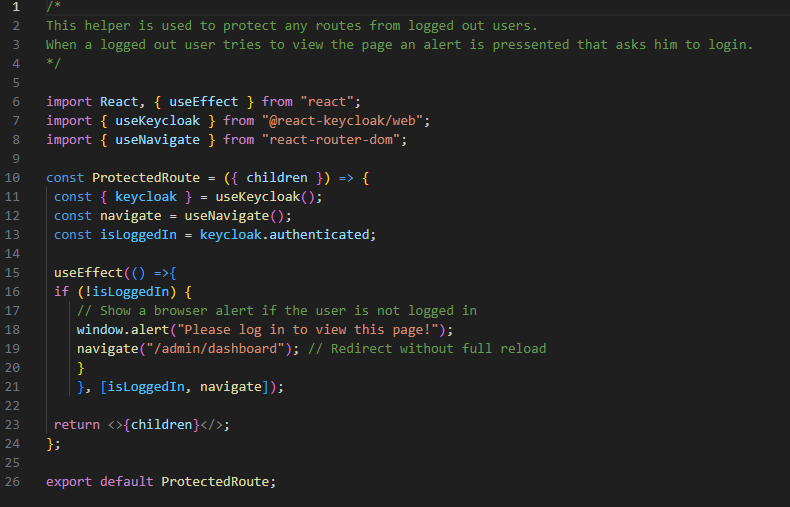 1 /*
2 This helper is used to protect any routes from logged out users.
3 When a logged out user tries to view the page an alert is pressented that asks him to login.
4 */
5
6 import React, { useEffect } from "react";
7 import { useKeycloak } from "@react-keycloak/web";
8 import { useNavigate } from "react-router-dom";
9
10 const ProtectedRoute = ({ children }) => {
11  const { keycloak } = useKeycloak();
12  const navigate = useNavigate();
13  const isLoggedIn = keycloak.authenticated;
14
15  useEffect(() =>{
16  if (!isLoggedIn) {
17    // Show a browser alert if the user is not logged in
18    window.alert("Please log in to view this page!");
19    navigate("/admin/dashboard"); // Redirect without full reload
20    }
21    }, [isLoggedIn, navigate]);
22
23  return <>{children}</>;
24 };
25
26 export default ProtectedRoute;